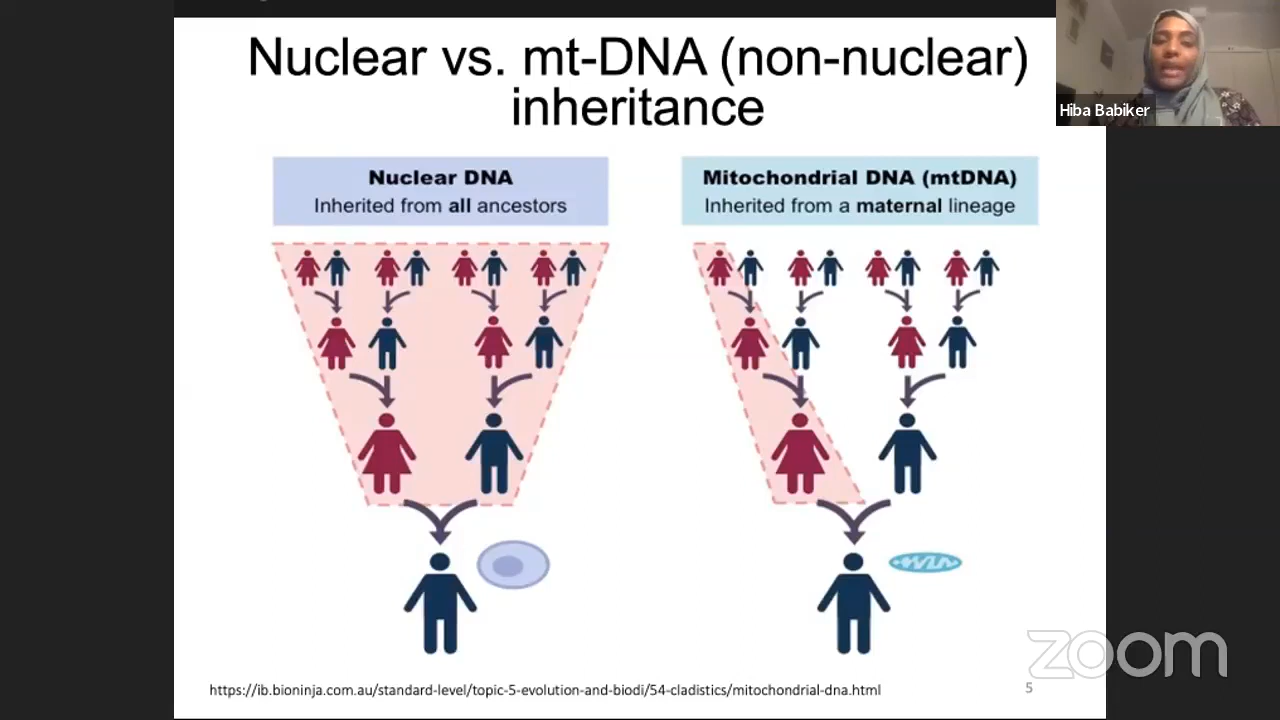 Nuclear vs. mt-DNA (non-nuclear)
inheritance
Hiba Babiker
Nuclear DNA
Inherited from all ancestors
Mitochondrial DNA (mtDNA)
Inherited from a maternal lineage
https://ib.bioninja.com.au/standard-level/topic-5-evolution-and-biodi/54-cladistics/mitochondrial-dna.html
5
zoom